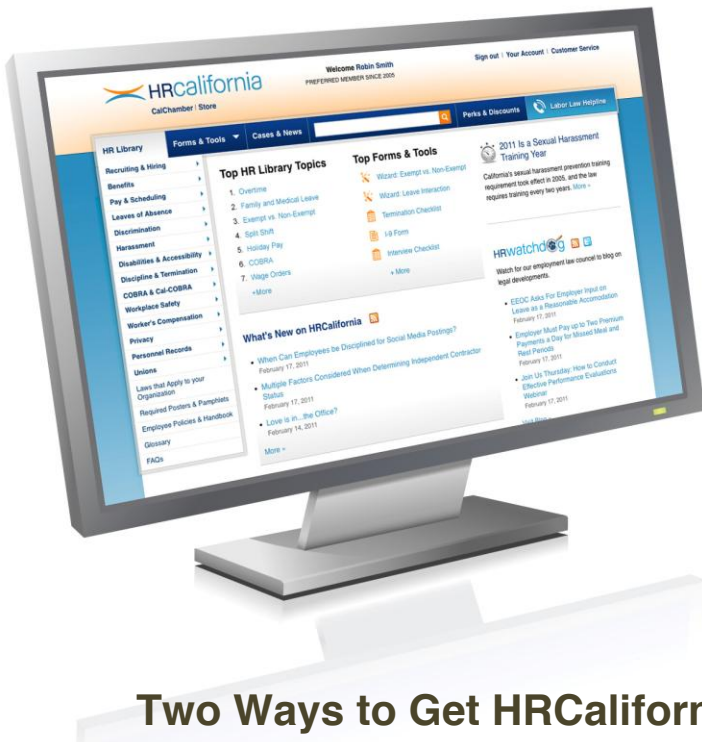 HRcalifornia
CalChamber | Store
Welcome Robin Smith
PREFERRED MEMBER SINCE 2005
Sign out | Your Account | Customer Service
HR Library
Forms & Tools
Cases & News
Perks & Discounts
Labor Law Helpline
Recruiting & Hiring
Benefits
Pay & Scheduling
Leaves of Absence
Discrimination
Harassment
Disabilities & Accessibility
Discipline & Termination
COBRA & Cal-COBRA
Workplace Safety
Worker's Compensation
Privacy
Personnel Records
Unions
Laws that Apply to your
Organization
Required Posters & Pamphlets
Employee Policies & Handbook
Glossary
FAQs
Top HR Library Topics
1. Overtime
2. Family and Medical Leave
3. Exempt vs. Non-Exempt
4. Split Shift
5. Holiday Pay
6. COBRA
7. Wage Orders
+More
Top Forms & Tools
Wizard: Exempt vs. Non-Exempt
Wizard: Leave Interaction
Termination Checklist
I-9 Form
Interview Checklist
+ More
What's New on HRCalifornia
• When Can Employees be Disciplined for Social Media Postings?
February 17, 2011
• Multiple Factors Considered When Determining Independent Contractor
Status
February 17, 2011
• Love is in...the Office?
February 14, 2011
More »
2011 Is a Sexual Harassment
Training Year
California's sexual harassment prevention training
requirement took effect in 2005, and the law
requires training every two years. More »
HRwatchdog
Watch for our employment law councel to blog on
legal developments.
• EEOC Asks For Employer Input on
Leave as a Reasonable Accomodation
February 17, 2011
• Employer Must Pay up to Two Premium
Payments a Day for Missed Meal and
Rest Periods
February 17, 2011
• Join Us Thursday: How to Conduct
Effective Performance Evaluations
Webinar
February 17, 2011
Two Ways to Get HRCaliforn